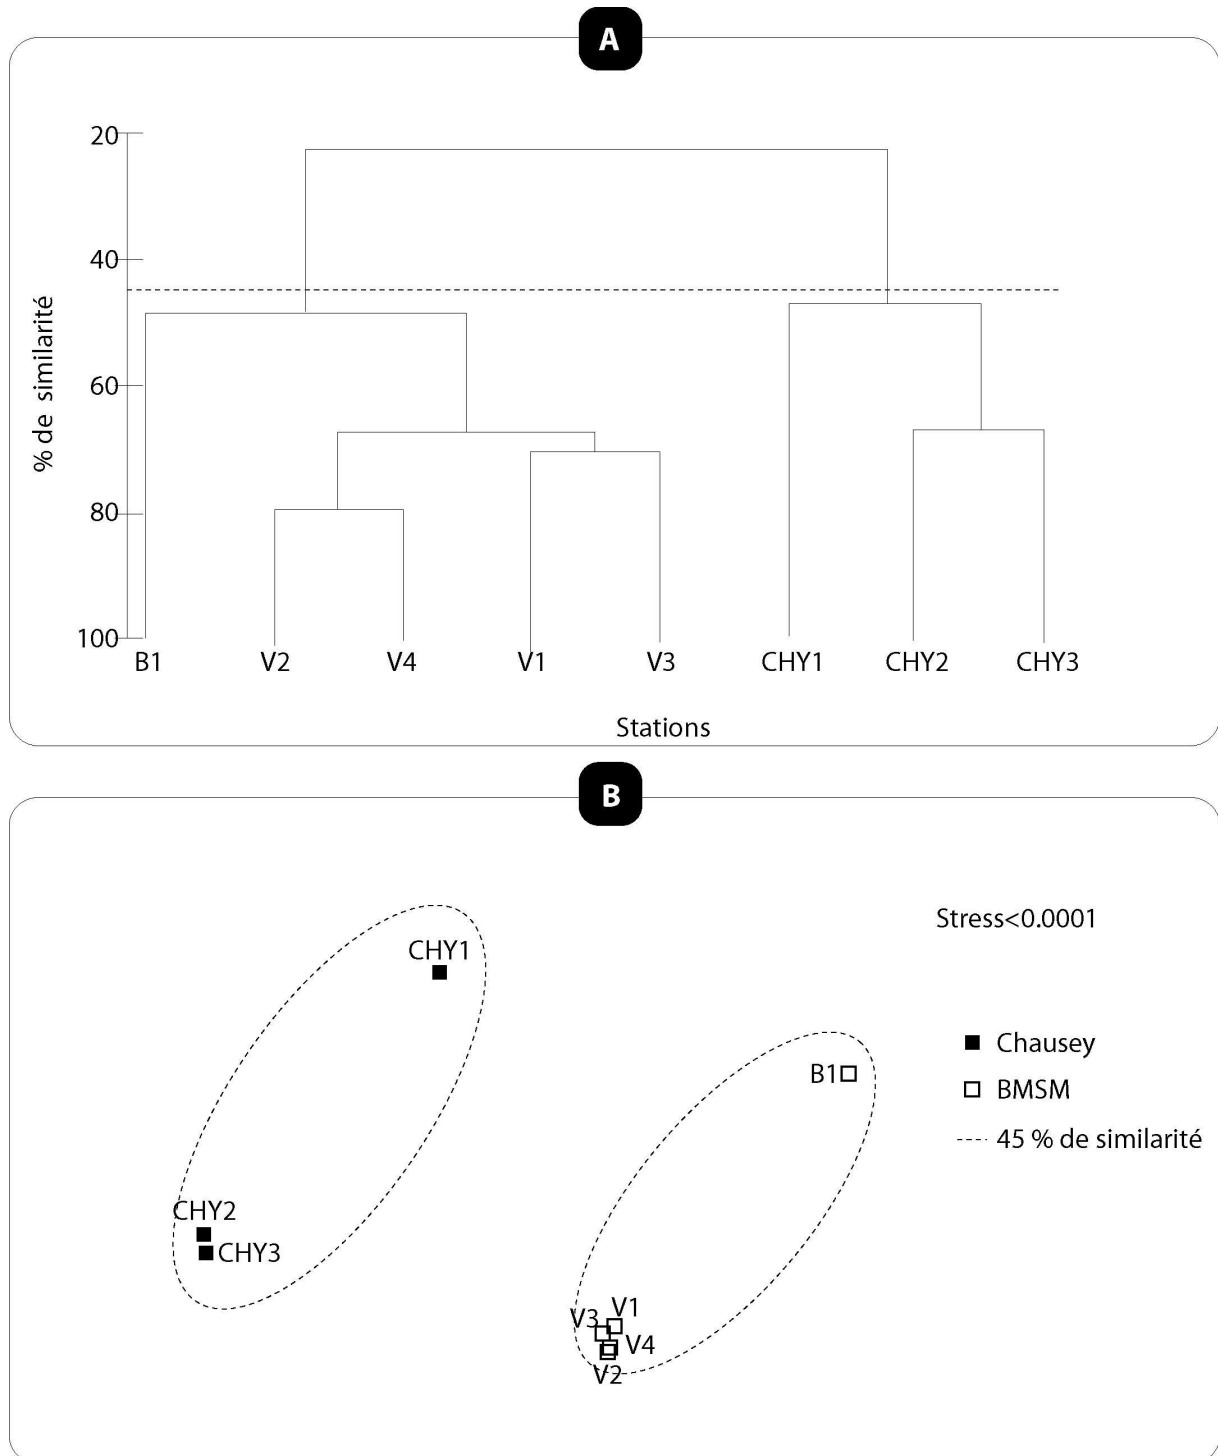 A
20
40
60
80
100
% de similarité
B1 V2 V4 V1 V3 CHY1 CHY2 CHY3
Stations
B
Stress<0.0001
CHY1
Chausey
B1
BMSM
45 % de similarité
CHY2
CHY3
V1
V3
V4
V2